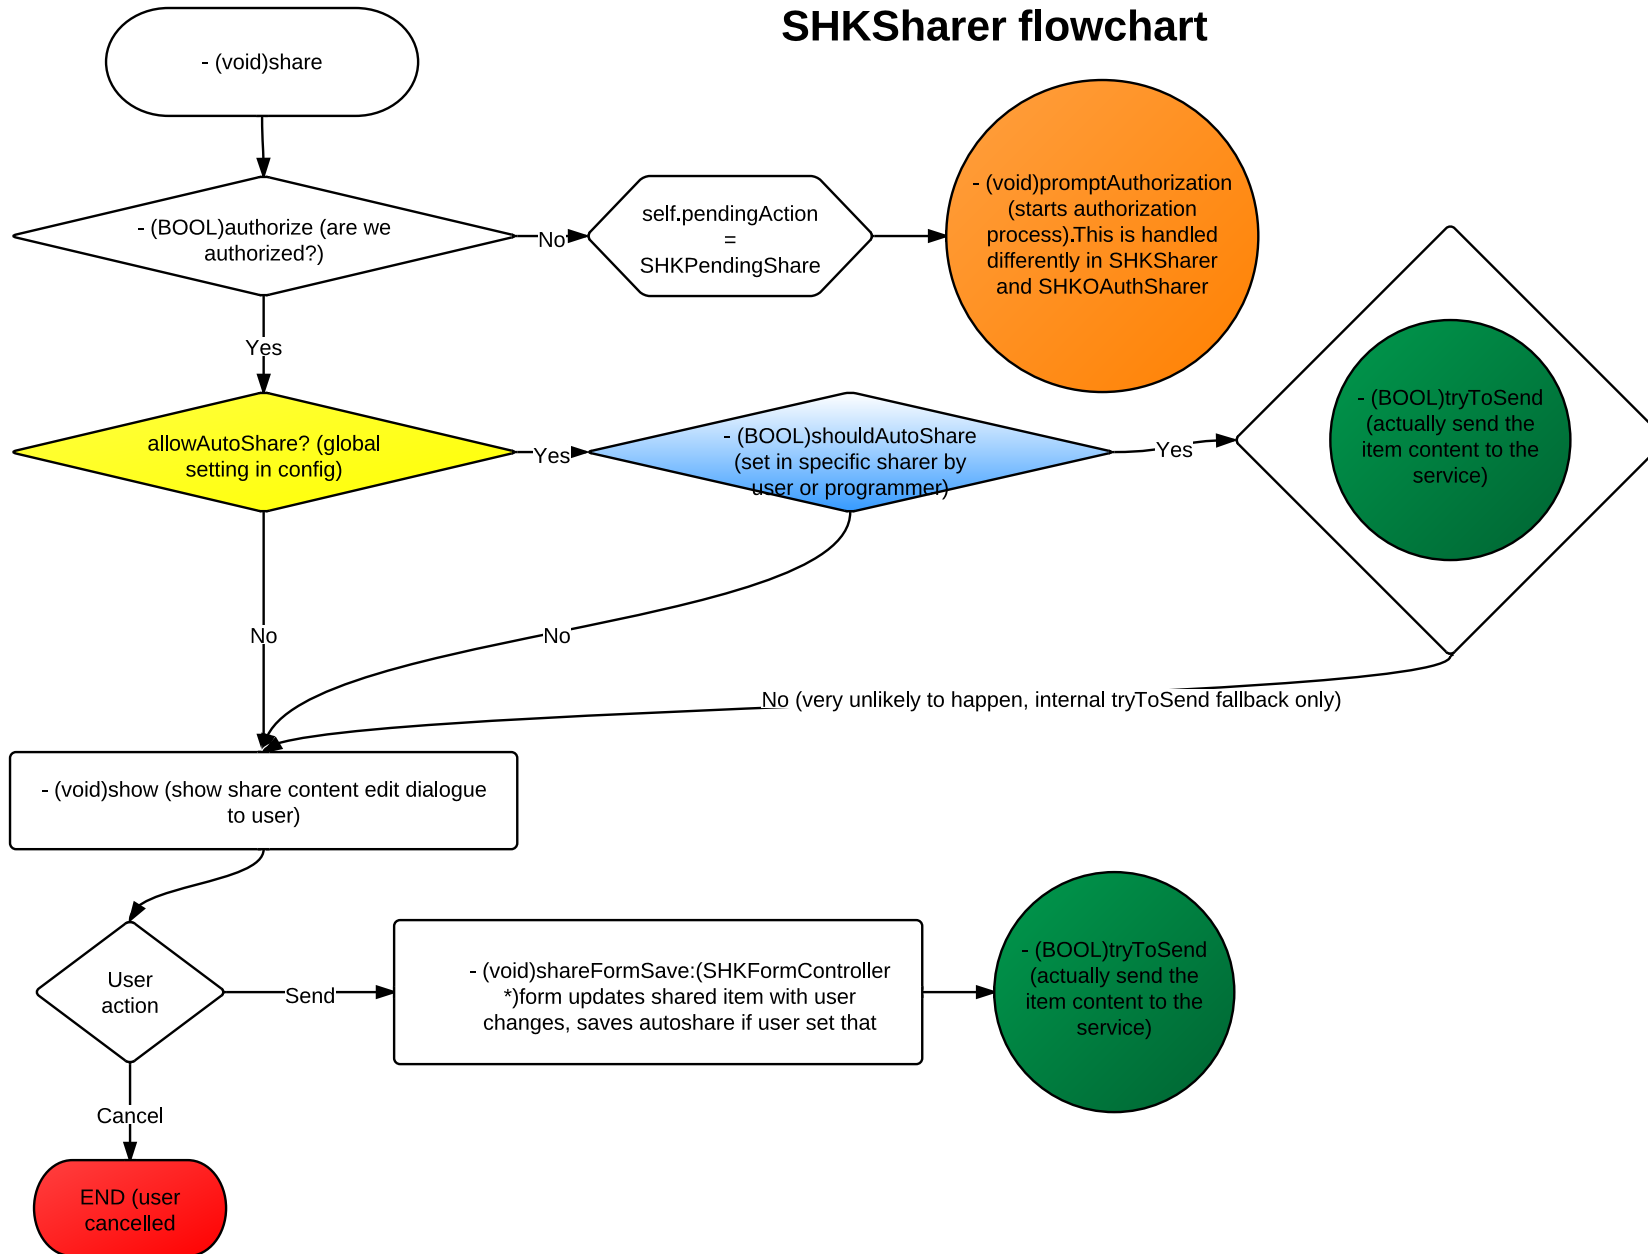 SHKSharer flowchart
- (void)share
- (BOOL)authorize (are we
authorized?)
No
self.pendingAction
=
SHKPendingShare
- (void)promptAuthorization
(starts authorization
process).This is handled
differently in SHKSharer
and SHKOAuthSharer
Yes
allowAutoShare? (global
setting in config)
Yes
- (BOOL)shouldAutoShare
(set in specific sharer by
user or programmer)
Yes
- (BOOL)tryToSend
(actually send the
item content to the
service)
No
No
No (very unlikely to happen, internal tryToSend fallback only)
- (void)show (show share content edit dialogue
to user)
User
action
Send
- (void)shareFormSave:(SHKFormController
*)form updates shared item with user
changes, saves autoshare if user set that
- (BOOL)tryToSend
(actually send the
item content to the
service)
Cancel
END (user
cancelled